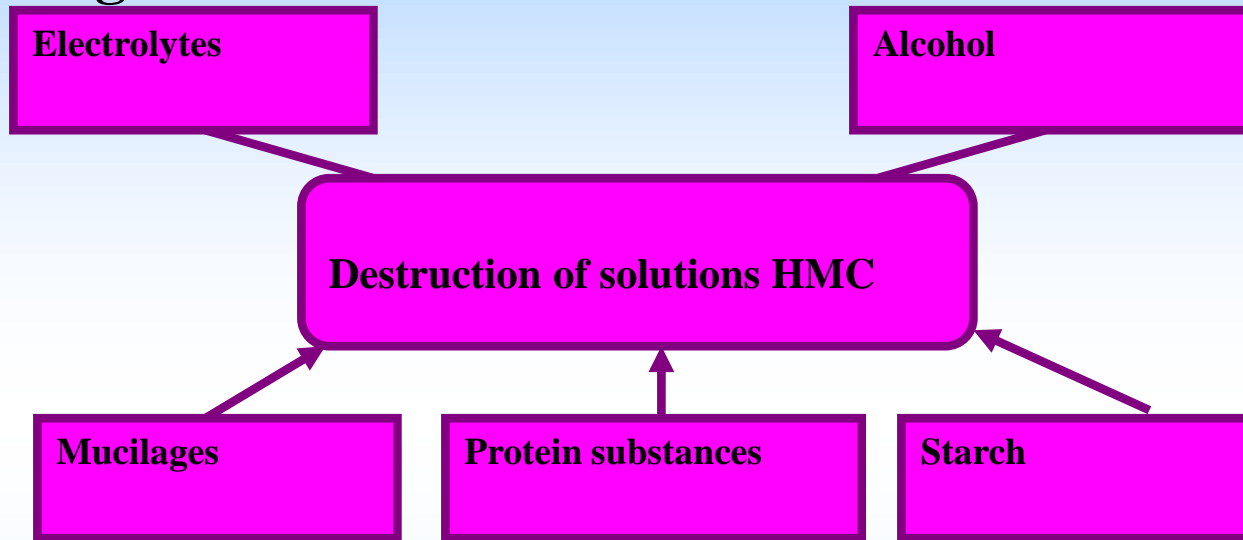 Electrolytes
Alcohol
Destruction of solutions HMC
Mucilages
Protein substances
Starch